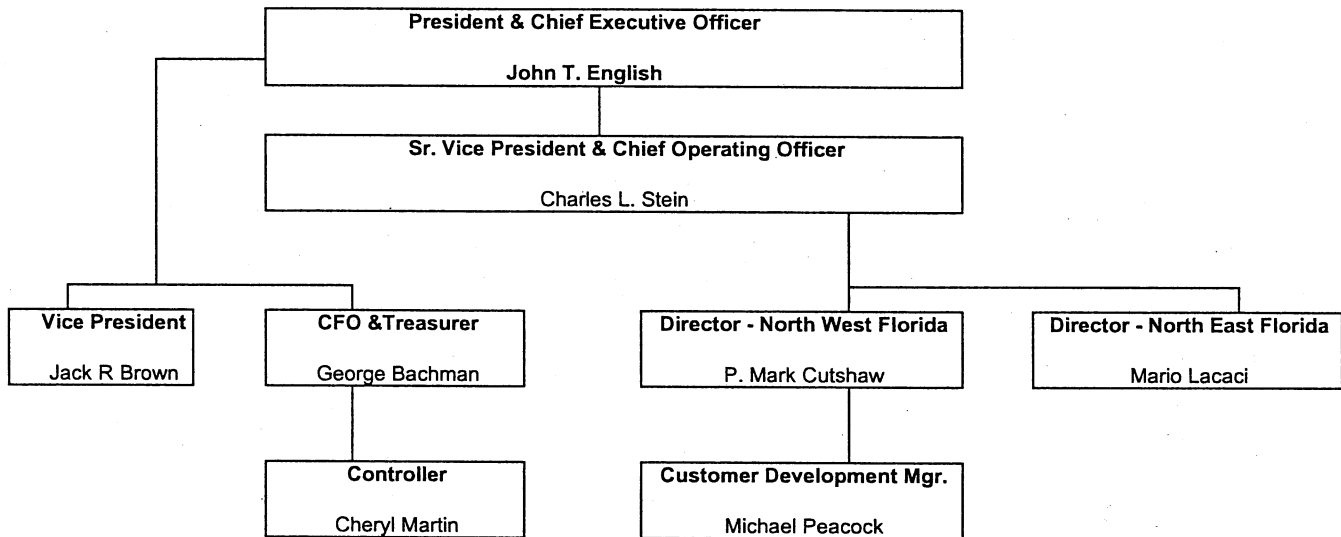 President & Chief Executive Officer
John T. English
Sr. Vice President & Chief Operating Officer
Charles L. Stein
Vice President
Jack R Brown
CFO &Treasurer
George Bachman
Director - North West Florida
P. Mark Cutshaw
Director - North East Florida
Mario Lacaci
Controller
Cheryl Martin
Customer Development Mgr.
Michael Peacock